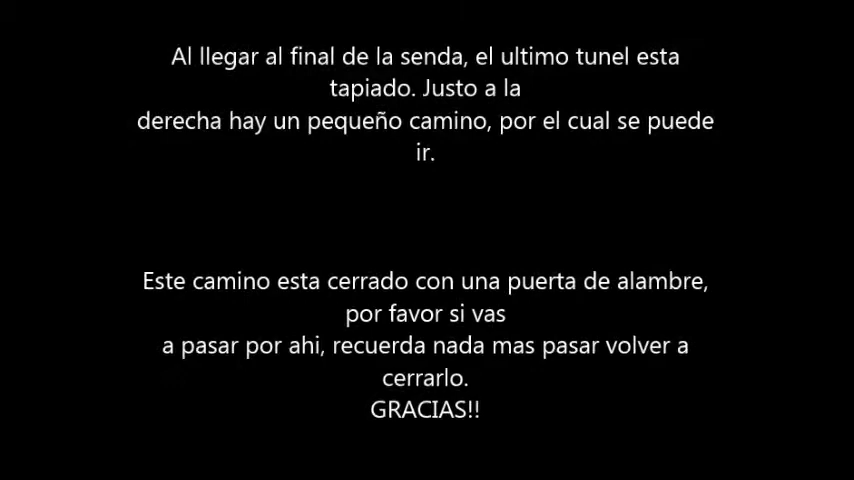 Al llegar al final de la senda, el ultimo tunel esta
tapiado. Justo a la
derecha hay un pequeño camino, por el cual se puede
ir.
Este camino esta cerrado con una puerta de alambre,
por favor si vas
a pasar por ahi, recuerda nada mas pasar volver a
cerrarlo.
GRACIAS!!